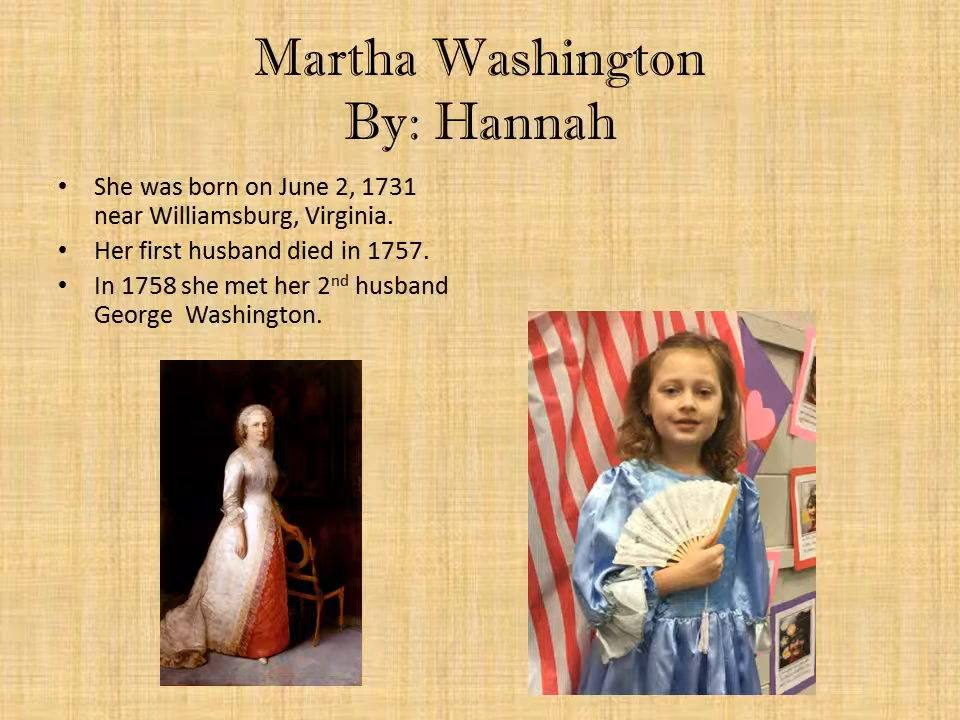 Martha Washington
By: Hannah
• She was born on June 2, 1731
near Williamsburg, Virginia.
• Her first husband died in 1757.
• In 1758 she met her 2nd husband
George  Washington.